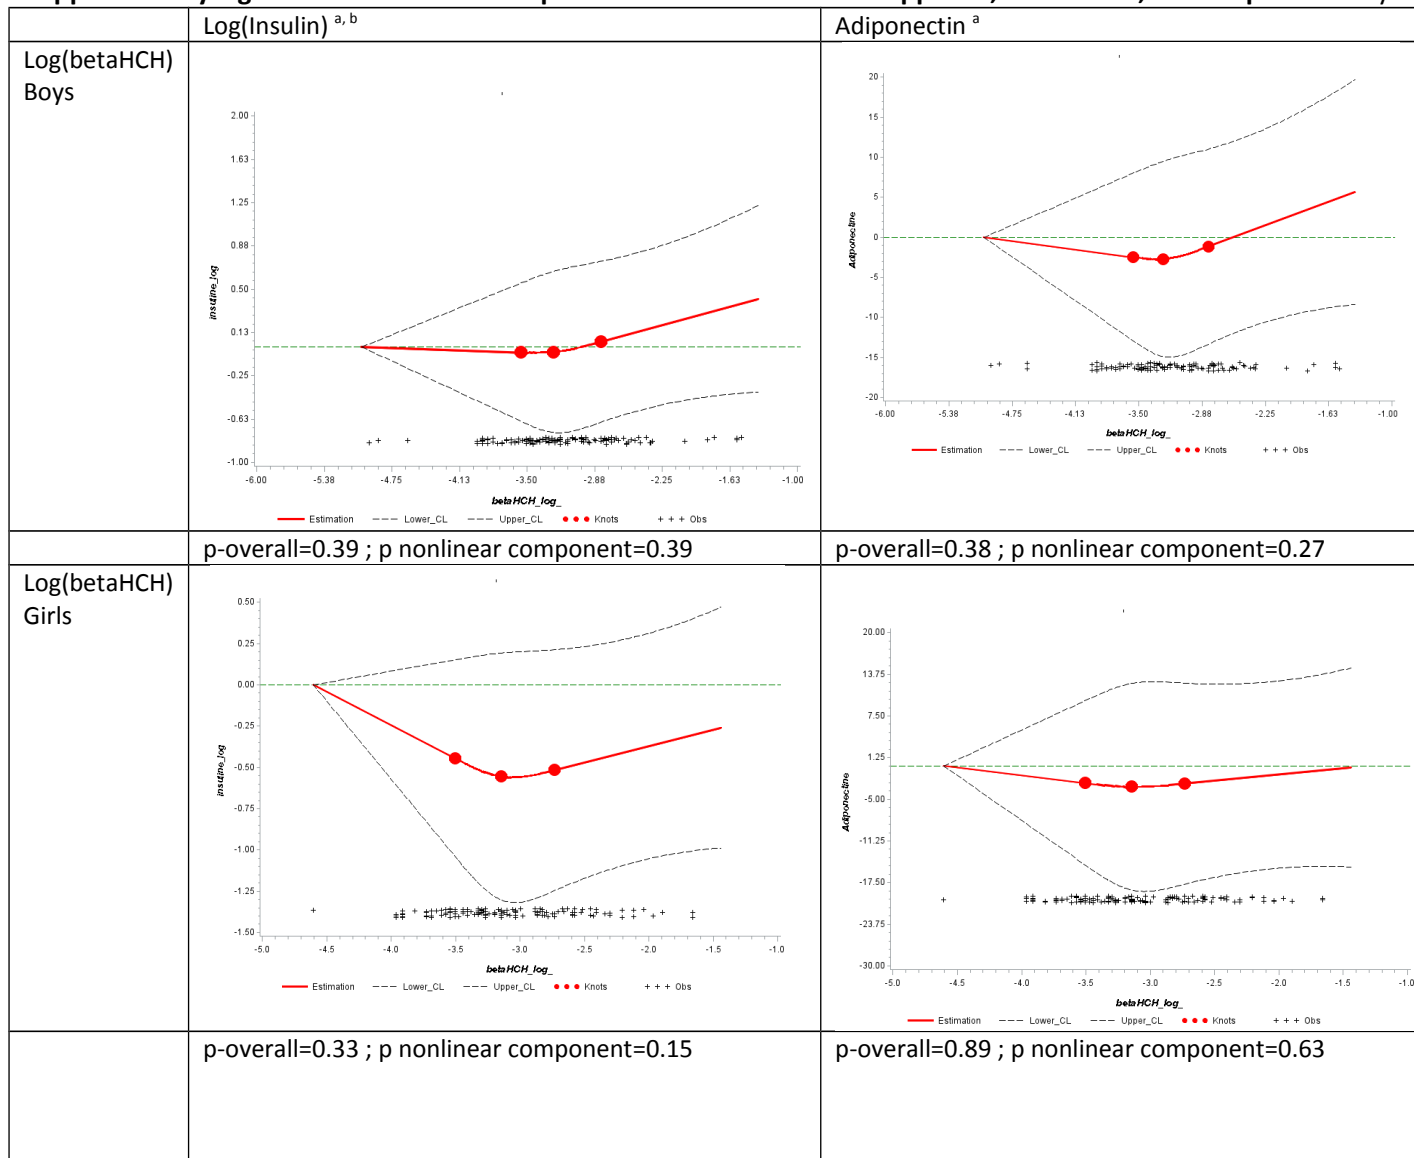 Log(Insulin) a, b
Adiponectin a
Log(betaHCH)
Boys
2.00
1.63
1.25
0.88
0.50
0.13
-0.25
-0.63
-1.00
insuline_log
-6.00 -5.38 -4.75 -4.13 -3.50 -2.88 -2.25 -1.63 -1.00
betaHCH_log_
Estimation Lower_CL Upper_CL Knots + + + Obs
20
15
10
5
0
-5
-10
-15
-20
Adiponectine
-6.00 -5.38 -4.75 -4.13 -3.50 -2.88 -2.25 -1.63 -1.00
betaHCH_log_
Estimation Lower_CL Upper_CL Knots + + + Obs
p-overall=0.39 ; p nonlinear component=0.39
p-overall=0.38 ; p nonlinear component=0.27
Log(betaHCH)
Girls
0.50
0.25
0.00
-0.25
-0.50
-0.75
-1.00
-1.25
-1.50
insuline_log
-5.0 -4.5 -4.0 -3.5 -3.0 -2.5 -2.0 -1.5 -1.0
betaHCH_log_
Estimation Lower_CL Upper_CL Knots + + + Obs
20.00
13.75
7.50
1.25
-5.00
-11.25
-17.50
-23.75
-30.00
Adiponectine
-5.0 -4.5 -4.0 -3.5 -3.0 -2.5 -2.0 -1.5 -1.0
betaHCH_log_
Estimation Lower_CL Upper_CL Knots + + + Obs
p-overall=0.33 ; p nonlinear component=0.15
p-overall=0.89 ; p nonlinear component=0.63